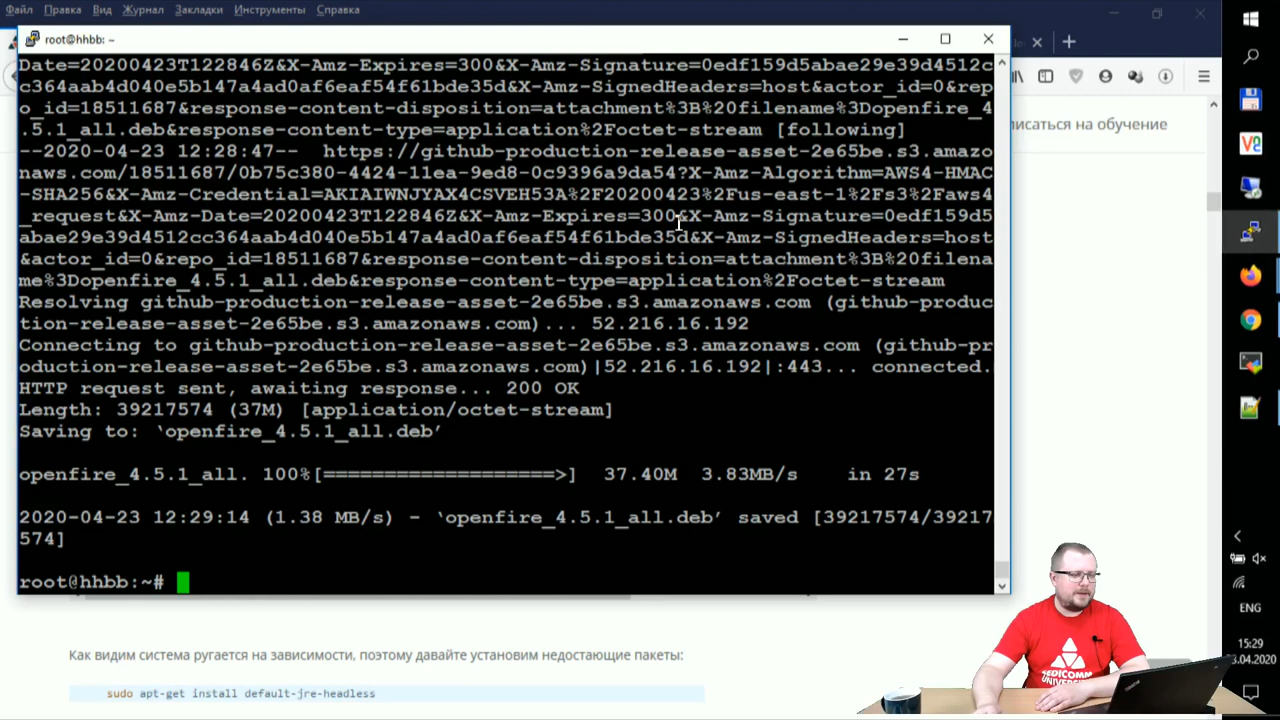 Файл Правка Вид Журнал Закладки Инструменты Справка
root@hhbb: ~
Date=20200423T122846Z&X-Amz-Expires=300&X-Amz-Signature=0edf159d5abae29e39d4512c
c364aab4d040e5b147a4ad0af6eaf54f61bde35d&X-Amz-SignedHeaders=host&actor_id=0&rep
o_id=18511687&response-content-disposition=attachment%3B%20filename%3Dopenfire_4
.5.1_all.deb&response-content-type=application%2Foctet-stream [following]
--2020-04-23 12:28:47--  https://github-production-release-asset-2e65be.s3.amazo
naws.com/18511687/0b75c380-4424-11ea-9ed8-0c9396a9da54?X-Amz-Algorithm=AWS4-HMAC
-SHA256&X-Amz-Credential=AKIAIWNJYAX4CSVEH53A%2F20200423%2Fus-east-1%2Fs3%2Faws4
_request&X-Amz-Date=20200423T122846Z&X-Amz-Expires=300&X-Amz-Signature=0edf159d5
abae29e39d4512cc364aab4d040e5b147a4ad0af6eaf54f61bde35d&X-Amz-SignedHeaders=host
&actor_id=0&repo_id=18511687&response-content-disposition=attachment%3B%20filena
me%3Dopenfire_4.5.1_all.deb&response-content-type=application%2Foctet-stream
Resolving github-production-release-asset-2e65be.s3.amazonaws.com (github-produc
tion-release-asset-2e65be.s3.amazonaws.com)... 52.216.16.192
Connecting to github-production-release-asset-2e65be.s3.amazonaws.com (github-pr
oduction-release-asset-2e65be.s3.amazonaws.com)|52.216.16.192|:443... connected.
HTTP request sent, awaiting response... 200 OK
Length: 39217574 (37M) [application/octet-stream]
Saving to: ‘openfire_4.5.1_all.deb’
openfire_4.5.1_all. 100%[===================>]  37.40M  3.83MB/s    in 27s
2020-04-23 12:29:14 (1.38 MB/s) - ‘openfire_4.5.1_all.deb’ saved [39217574/39217
574]
root@hhbb:~#
писаться на обучение
Как видим система ругается на зависимости, поэтому давайте установим недостающие пакеты:
sudo apt-get install default-jre-headless
ENG
15:29
3.04.2020
EDICOMM
UNIVERS